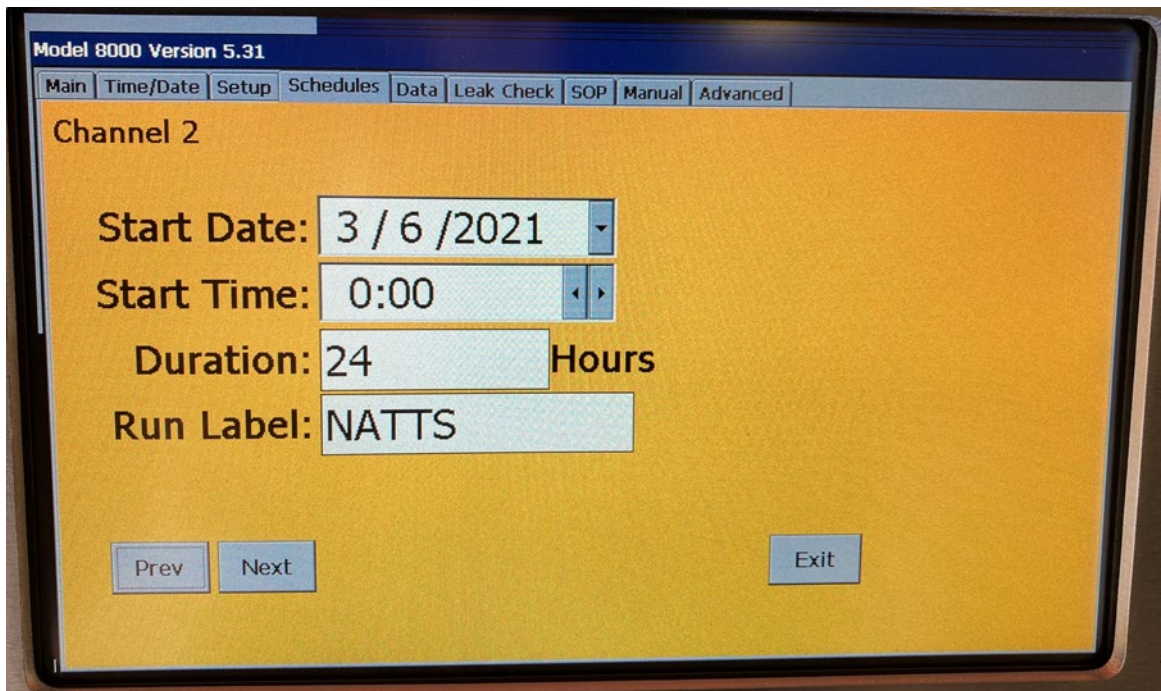 Model 8000 Version 5.31
Main Time/Date Setup Schedules Data Leak Check SOP Manual Advanced
Channel 2
Start Date: 3 / 6 /2021
Start Time: 0:00
Duration: 24 Hours
Run Label: NATTS
Prev Next Exit